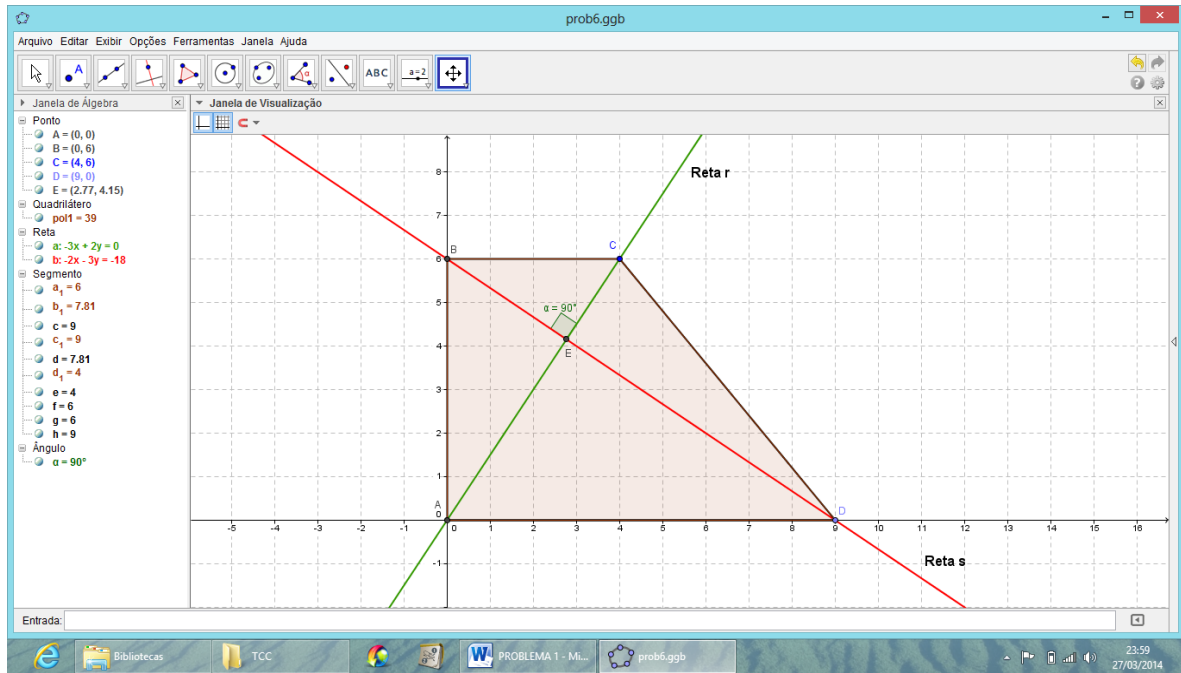 prob6.ggb
Arquivo Editar Exibir Opções Ferramentas Janela Ajuda
A ABC a=2
Janela de Álgebra
Janela de Visualização
Ponto
A = (0, 0)
B = (0, 6)
C = (4, 6)
D = (9, 0)
E = (2.77, 4.15)
Quadrilátero
pol1 = 39
Reta
a: -3x + 2y = 0
b: -2x - 3y = -18
Segmento
a₁ = 6
b₁ = 7.81
c = 9
c₁ = 9
d = 7.81
d₁ = 4
e = 4
f = 6
g = 6
h = 9
Ângulo
α = 90°
Reta r
8
7
6
5
4
3
2
1
0
-1
B
C
α = 90°
E
A
D
-5 -4 -3 -2 -1 0 1 2 3 4 5 6 7 8 9 10 11 12 13 14 15 16
Reta s
Entrada:
Bibliotecas
TCC
PROBLEMA 1 - Mi...
prob6.ggb
23:59
27/03/2014